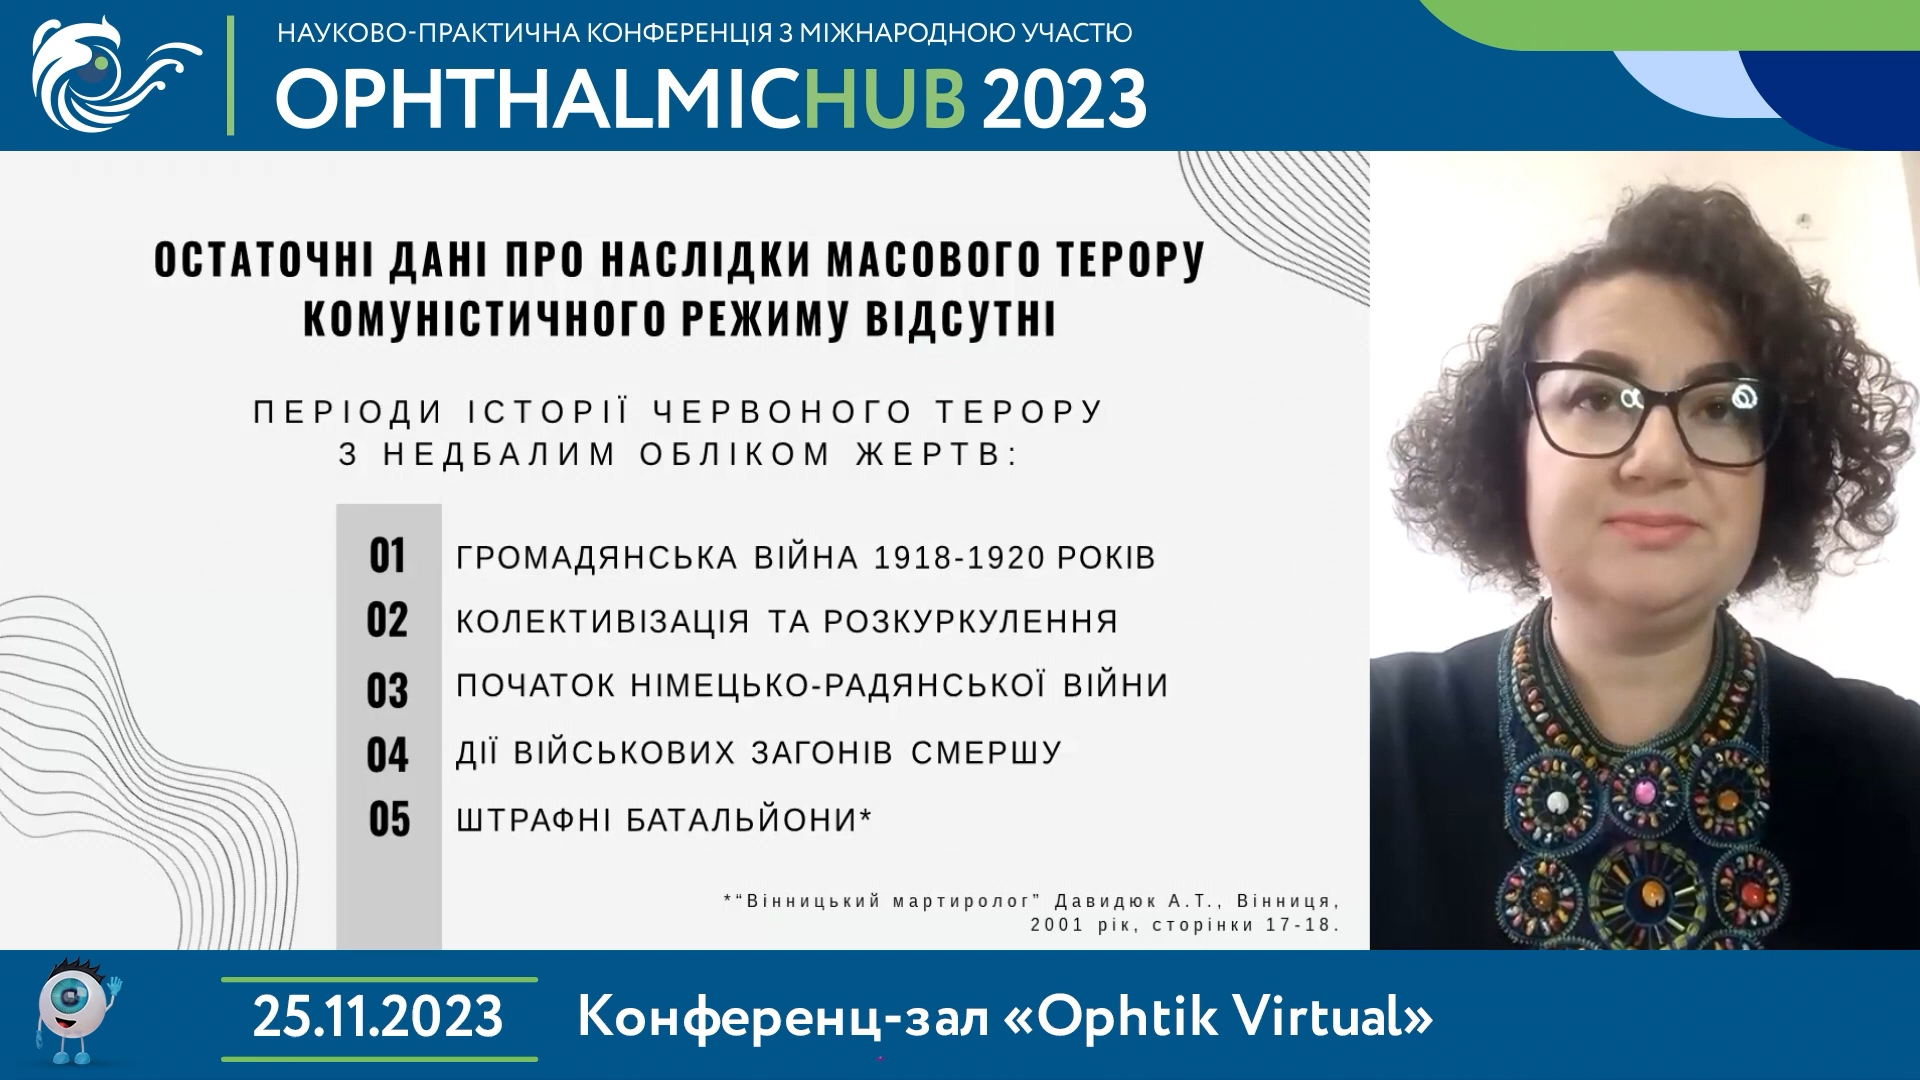 НАУКОВО-ПРАКТИЧНА КОНФЕРЕНЦІЯ З МІЖНАРОДНОЮ УЧАСТЮ
OPHTHALMICHUB 2023
ОСТАТОЧНІ ДАНІ ПРО НАСЛІДКИ МАСОВОГО ТЕРОРУ
КОМУНІСТИЧНОГО РЕЖИМУ ВІДСУТНІ
ПЕРІОДИ ІСТОРІЇ ЧЕРВОНОГО ТЕРОРУ
З НЕДБАЛИМ ОБЛІКОМ ЖЕРТВ:
01 ГРОМАДЯНСЬКА ВІЙНА 1918-1920 РОКІВ
02 КОЛЕКТИВІЗАЦІЯ ТА РОЗКУРКУЛЕННЯ
03 ПОЧАТОК НІМЕЦЬКО-РАДЯНСЬКОЇ ВІЙНИ
04 ДІЇ ВІЙСЬКОВИХ ЗАГОНІВ СМЕРШУ
05 ШТРАФНІ БАТАЛЬЙОНИ*
*“Вінницький мартиролог” Давидюк А.Т., Вінниця,
2001 рік, сторінки 17-18.
25.11.2023 Конференц-зал «Ophtik Virtual»